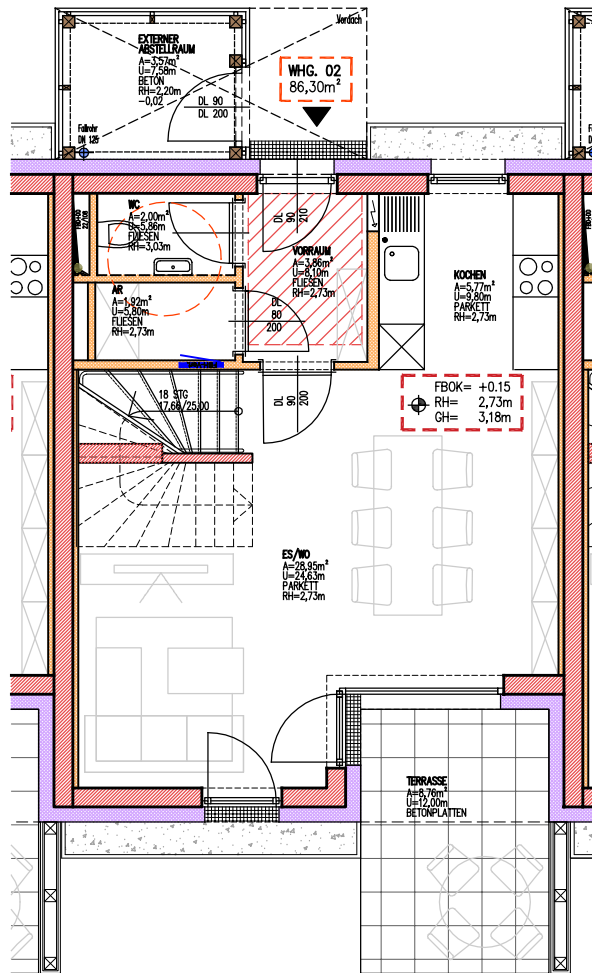 Vordach
EXTERNER
ABSTELLRAUM
A=3,57m²
U=7,58m
BETON
RH=2,20m
-0,02
WHG. 02
86,30m²
DL 90
DL 200
Fallrohr
DN 125
WC
A=2,00m²
U=5,86m
FLIESEN
RH=3,03m
DL
90
210
VORRAUM
A=3,86m²
U=8,10m
FLIESEN
RH=2,73m
KOCHEN
A=5,77m²
U=9,80m
PARKETT
RH=2,73m
AR
A=1,92m²
U=5,80m
FLIESEN
RH=2,73m
DL
80
200
18 STG
17,66/25,00
DL
90
200
FBOK= +0.15
RH= 2,73m
GH= 3,18m
ES/WO
A=28,95m²
U=24,63m
PARKETT
RH=2,73m
TERRASSE
A=8,76m²
U=12,00m
BETONPLATTEN